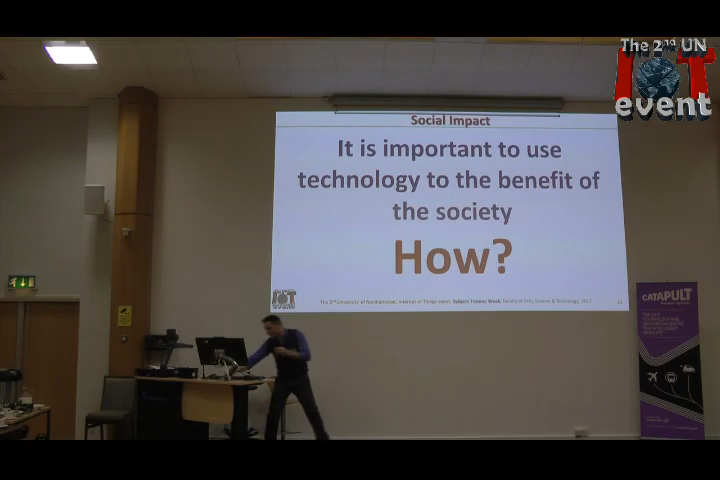 The 2nd UN
IOT
event
Social Impact
It is important to use
technology to the benefit of
the society
How?
IOT
EVENT
The 2nd University of Northampton, Internet of Things event, Subject Futures Week, Faculty of Arts, Science & Technology, 2017
CATAPULT